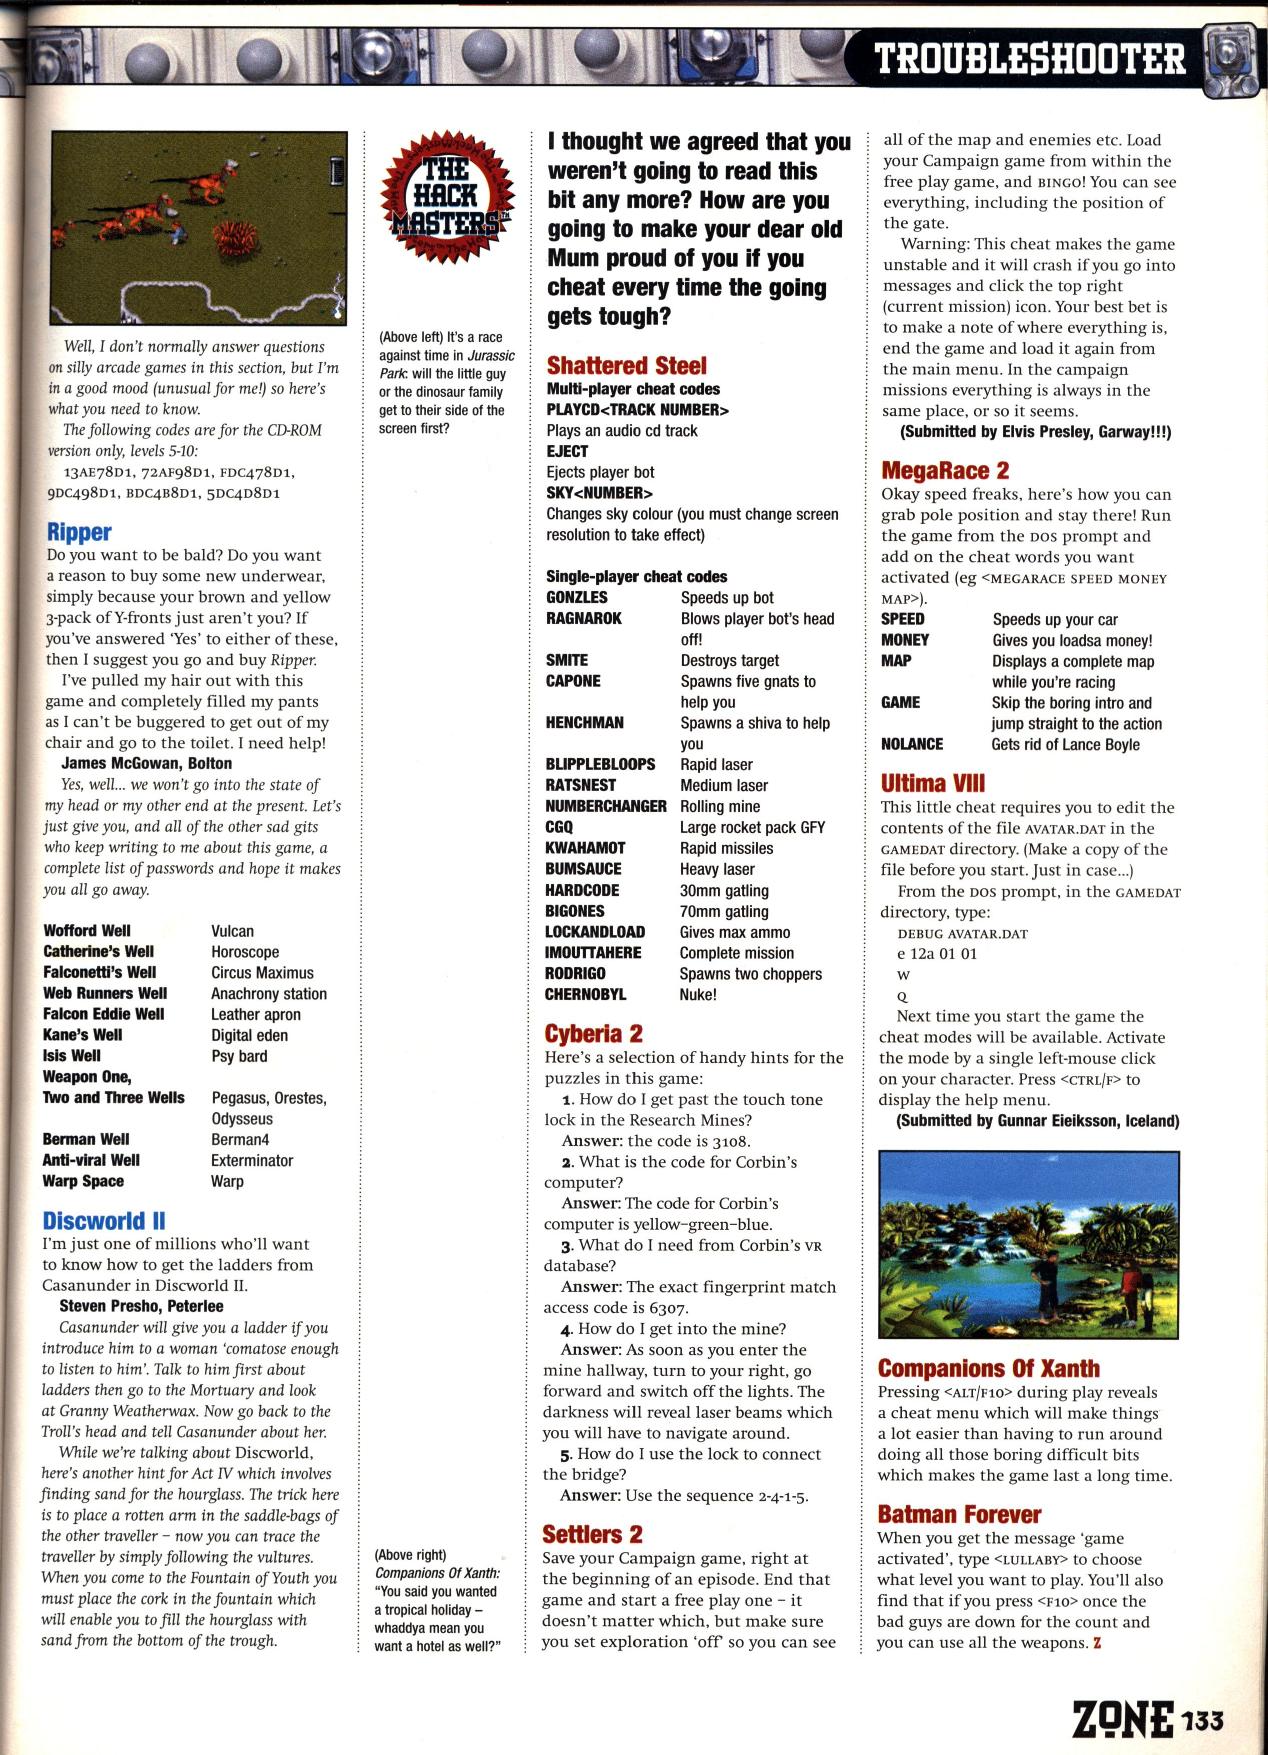 TROUBLESHOOTER
Well, I don't normally answer questions
on silly arcade games in this section, but I'm
in a good mood (unusual for me!) so here's
what you need to know.
The following codes are for the CD-ROM
version only, levels 5-10:
13AE78D1, 72AF98D1, FDC478D1,
9DC498D1, BDC4B8D1, 5DC4D8D1
Ripper
Do you want to be bald? Do you want
a reason to buy some new underwear,
simply because your brown and yellow
3-pack of Y-fronts just aren't you? If
you've answered 'Yes' to either of these,
then I suggest you go and buy Ripper.
I've pulled my hair out with this
game and completely filled my pants
as I can't be buggered to get out of my
chair and go to the toilet. I need help!
James McGowan, Bolton
Yes, well... we won't go into the state of
my head or my other end at the present. Let's
just give you, and all of the other sad gits
who keep writing to me about this game, a
complete list of passwords and hope it makes
you all go away.
Wofford Well Vulcan
Catherine's Well Horoscope
Falconetti's Well Circus Maximus
Web Runners Well Anachrony station
Falcon Eddie Well Leather apron
Kane's Well Digital eden
Isis Well Psy bard
Weapon One,
Two and Three Wells Pegasus, Orestes,
Odysseus
Berman Well Berman4
Anti-viral Well Exterminator
Warp Space Warp
Discworld II
I'm just one of millions who'll want
to know how to get the ladders from
Casanunder in Discworld II.
Steven Presho, Peterlee
Casanunder will give you a ladder if you
introduce him to a woman 'comatose enough
to listen to him'. Talk to him first about
ladders then go to the Mortuary and look
at Granny Weatherwax. Now go back to the
Troll's head and tell Casanunder about her.
While we're talking about Discworld,
here's another hint for Act IV which involves
finding sand for the hourglass. The trick here
is to place a rotten arm in the saddle-bags of
the other traveller – now you can trace the
traveller by simply following the vultures.
When you come to the Fountain of Youth you
must place the cork in the fountain which
will enable you to fill the hourglass with
sand from the bottom of the trough.
THE
HACK
MASTERS™
(Above left) It's a race
against time in Jurassic
Park: will the little guy
or the dinosaur family
get to their side of the
screen first?
(Above right)
Companions Of Xanth:
"You said you wanted
a tropical holiday –
whaddya mean you
want a hotel as well?"
I thought we agreed that you
weren't going to read this
bit any more? How are you
going to make your dear old
Mum proud of you if you
cheat every time the going
gets tough?
Shattered Steel
Multi-player cheat codes
PLAYCD<TRACK NUMBER>
Plays an audio cd track
EJECT
Ejects player bot
SKY<NUMBER>
Changes sky colour (you must change screen
resolution to take effect)
Single-player cheat codes
GONZLES Speeds up bot
RAGNAROK Blows player bot's head
off!
SMITE Destroys target
CAPONE Spawns five gnats to
help you
HENCHMAN Spawns a shiva to help
you
BLIPPLEBLOOPS Rapid laser
RATSNEST Medium laser
NUMBERCHANGER Rolling mine
CGQ Large rocket pack GFY
KWAHAMOT Rapid missiles
BUMSAUCE Heavy laser
HARDCODE 30mm gatling
BIGONES 70mm gatling
LOCKANDLOAD Gives max ammo
IMOUTTAHERE Complete mission
RODRIGO Spawns two choppers
CHERNOBYL Nuke!
Cyberia 2
Here's a selection of handy hints for the
puzzles in this game:
1. How do I get past the touch tone
lock in the Research Mines?
Answer: the code is 3108.
2. What is the code for Corbin's
computer?
Answer: The code for Corbin's
computer is yellow–green–blue.
3. What do I need from Corbin's VR
database?
Answer: The exact fingerprint match
access code is 6307.
4. How do I get into the mine?
Answer: As soon as you enter the
mine hallway, turn to your right, go
forward and switch off the lights. The
darkness will reveal laser beams which
you will have to navigate around.
5. How do I use the lock to connect
the bridge?
Answer: Use the sequence 2-4-1-5.
Settlers 2
Save your Campaign game, right at
the beginning of an episode. End that
game and start a free play one – it
doesn't matter which, but make sure
you set exploration 'off' so you can see
all of the map and enemies etc. Load
your Campaign game from within the
free play game, and BINGO! You can see
everything, including the position of
the gate.
Warning: This cheat makes the game
unstable and it will crash if you go into
messages and click the top right
(current mission) icon. Your best bet is
to make a note of where everything is,
end the game and load it again from
the main menu. In the campaign
missions everything is always in the
same place, or so it seems.
(Submitted by Elvis Presley, Garway!!!)
MegaRace 2
Okay speed freaks, here's how you can
grab pole position and stay there! Run
the game from the DOS prompt and
add on the cheat words you want
activated (eg <MEGARACE SPEED MONEY
MAP>).
SPEED Speeds up your car
MONEY Gives you loadsa money!
MAP Displays a complete map
while you're racing
GAME Skip the boring intro and
jump straight to the action
NOLANCE Gets rid of Lance Boyle
Ultima VIII
This little cheat requires you to edit the
contents of the file AVATAR.DAT in the
GAMEDAT directory. (Make a copy of the
file before you start. Just in case...)
From the DOS prompt, in the GAMEDAT
directory, type:
DEBUG AVATAR.DAT
e 12a 01 01
W
Q
Next time you start the game the
cheat modes will be available. Activate
the mode by a single left-mouse click
on your character. Press <CTRL/F> to
display the help menu.
(Submitted by Gunnar Eieiksson, Iceland)
Companions Of Xanth
Pressing <ALT/F10> during play reveals
a cheat menu which will make things
a lot easier than having to run around
doing all those boring difficult bits
which makes the game last a long time.
Batman Forever
When you get the message 'game
activated', type <LULLABY> to choose
what level you want to play. You'll also
find that if you press <F10> once the
bad guys are down for the count and
you can use all the weapons. Z
ZONE 133